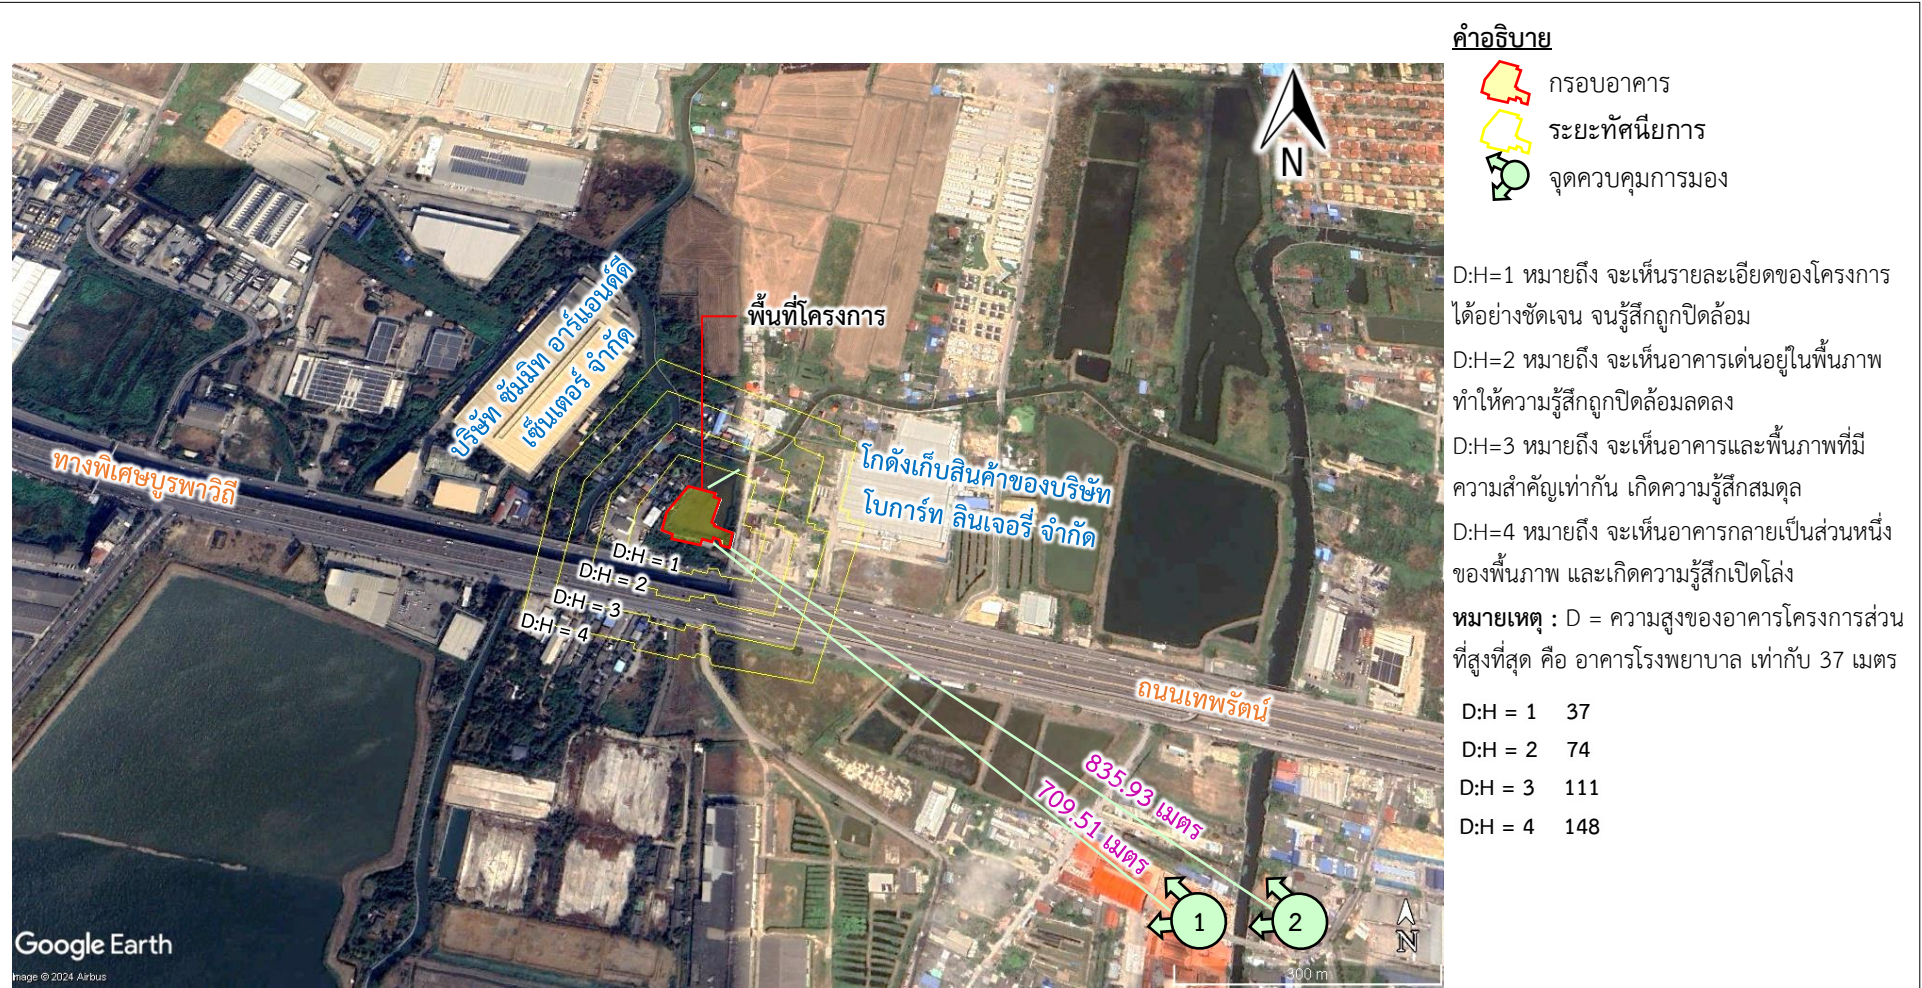 คำอธิบาย
กรอบอาคาร
ระยะทัศนียการ
จุดควบคุมการมอง
D:H=1 หมายถึง จะเห็นรายละเอียดของโครงการ
ได้อย่างชัดเจน จนรู้สึกถูกปิดล้อม
D:H=2 หมายถึง จะเห็นอาคารเด่นอยู่ในพื้นภาพ
ทำให้ความรู้สึกถูกปิดล้อมลดลง
D:H=3 หมายถึง จะเห็นอาคารและพื้นภาพที่มี
ความสำคัญเท่ากัน เกิดความรู้สึกสมดุล
D:H=4 หมายถึง จะเห็นอาคารกลายเป็นส่วนหนึ่ง
ของพื้นภาพ และเกิดความรู้สึกเปิดโล่ง
หมายเหตุ : D = ความสูงของอาคารโครงการส่วน
ที่สูงที่สุด คือ อาคารโรงพยาบาล เท่ากับ 37 เมตร
D:H = 1 37
D:H = 2 74
D:H = 3 111
D:H = 4 148
N
บริษัท ซัมมิท อาร์แอนด์ดี
เซ็นเตอร์ จำกัด
พื้นที่โครงการ
ทางพิเศษบูรพาวิถี
โกดังเก็บสินค้าของบริษัท
โบการ์ท ลินเจอรี่ จำกัด
D:H = 1
D:H = 2
D:H = 3
D:H = 4
ถนนเทพรัตน์
835.93 เมตร
709.51 เมตร
1
2
N
300 m
Google Earth
Image © 2024 Airbus